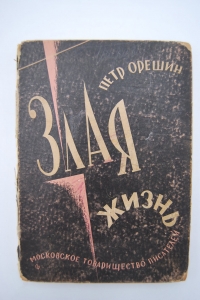 ПЕТР ОРЕШИН
ЗЛАЯ
ЖИЗНЬ
МОСКОВСКОЕ ТОВАРИЩЕСТВО ПИСАТЕЛЕЙ